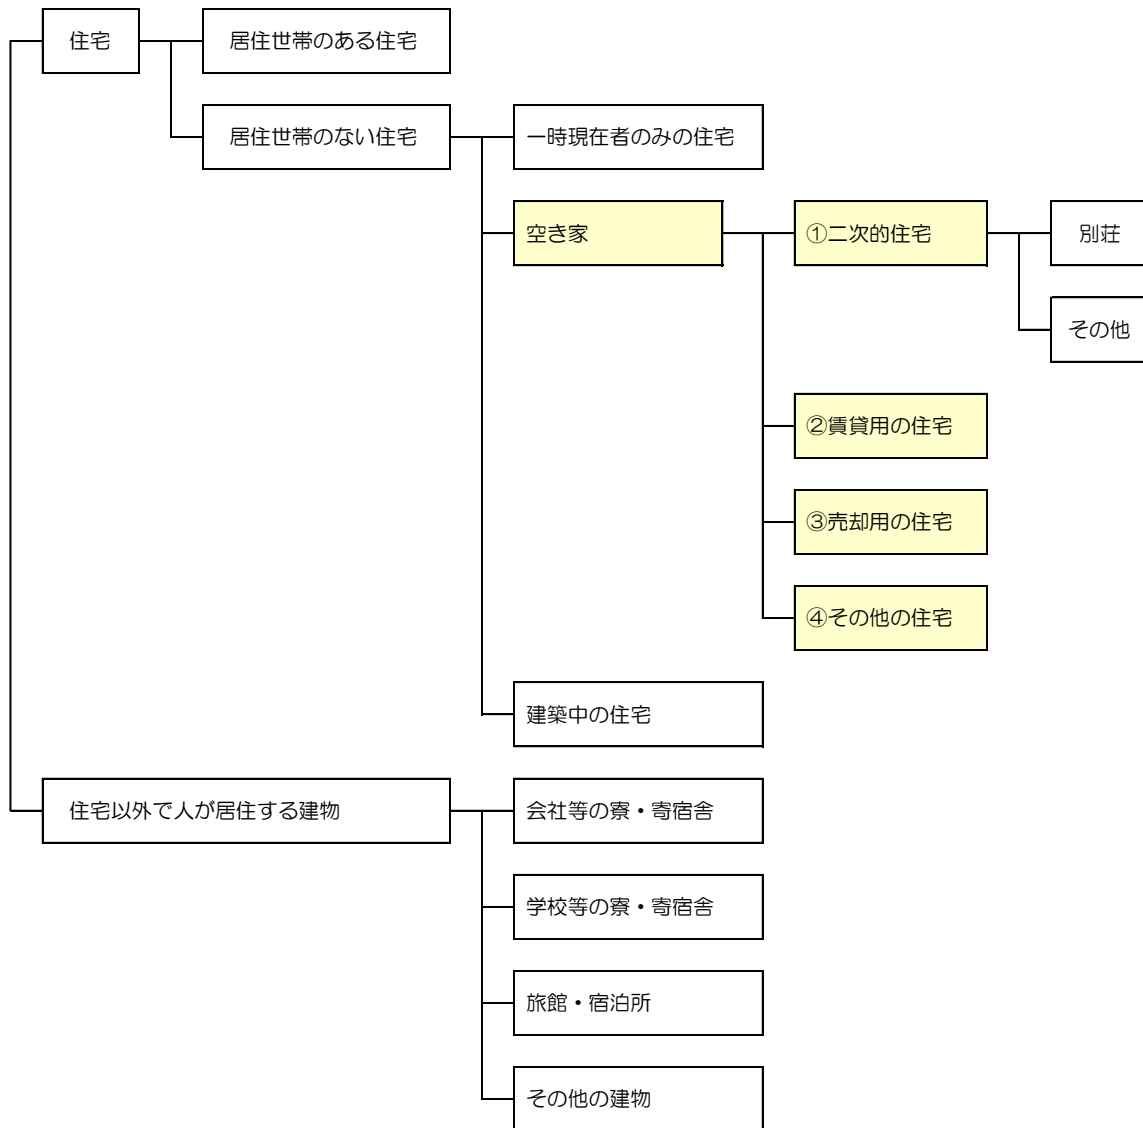 住宅
居住世帯のある住宅
居住世帯のない住宅
一時現在者のみの住宅
空き家
①二次的住宅
別荘
その他
②賃貸用の住宅
③売却用の住宅
④その他の住宅
建築中の住宅
住宅以外で人が居住する建物
会社等の寮・寄宿舎
学校等の寮・寄宿舎
旅館・宿泊所
その他の建物